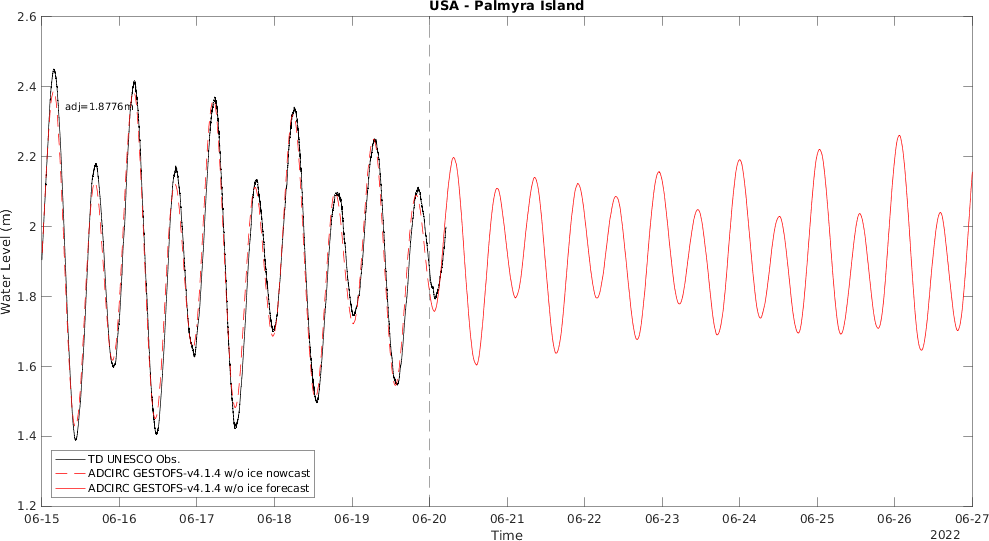 USA - Palmyra Island
2.6
2.4
2.2
2
1.8
1.6
1.4
1.2
Water Level (m)
adj=1.8776m
TD UNESCO Obs.
ADCIRC GESTOFS-v4.1.4 w/o ice nowcast
ADCIRC GESTOFS-v4.1.4 w/o ice forecast
06-15 06-16 06-17 06-18 06-19 06-20 06-21 06-22 06-23 06-24 06-25 06-26 06-27
Time
2022